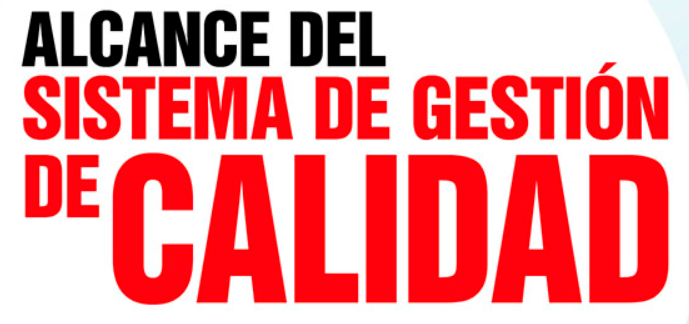 ALCANCE DEL
SISTEMA DE GESTIÓN
DE CALIDAD